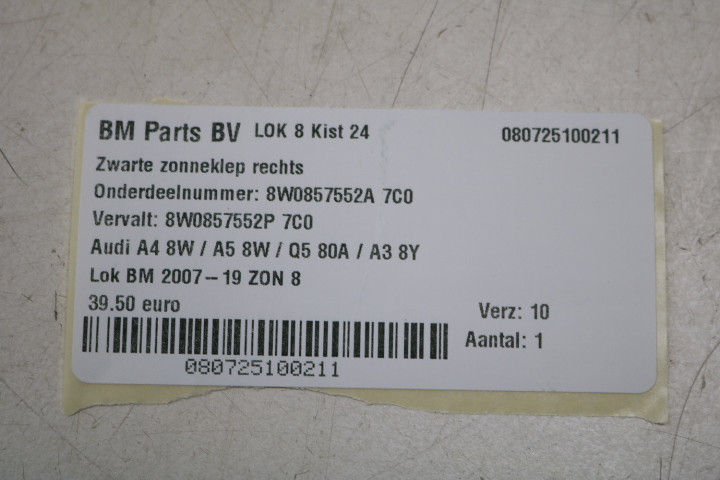 BM Parts BV LOK 8 Kist 24 080725100211
Zwarte zonneklep rechts
Onderdeelnummer: 8W0857552A 7C0
Vervalt: 8W0857552P 7C0
Audi A4 8W / A5 8W / Q5 80A / A3 8Y
Lok BM 2007--19 ZON 8
39.50 euro Verz: 10
Aantal: 1
080725100211